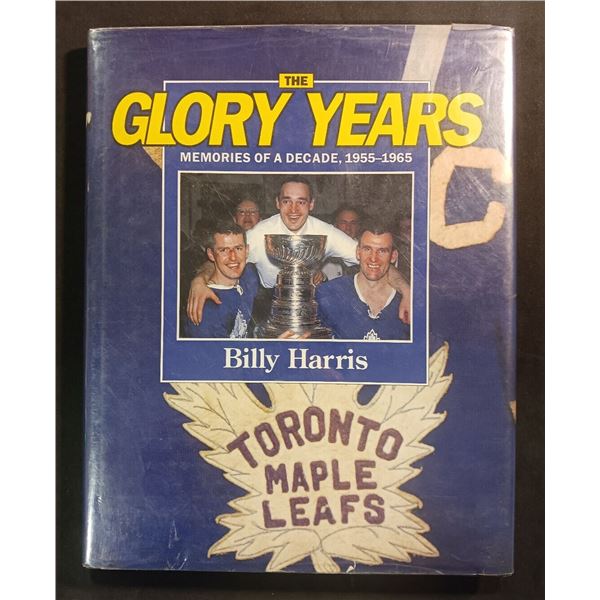 THE
GLORY YEARS
MEMORIES OF A DECADE, 1955–1965
C
Billy Harris
TORONTO
MAPLE
LEAFS